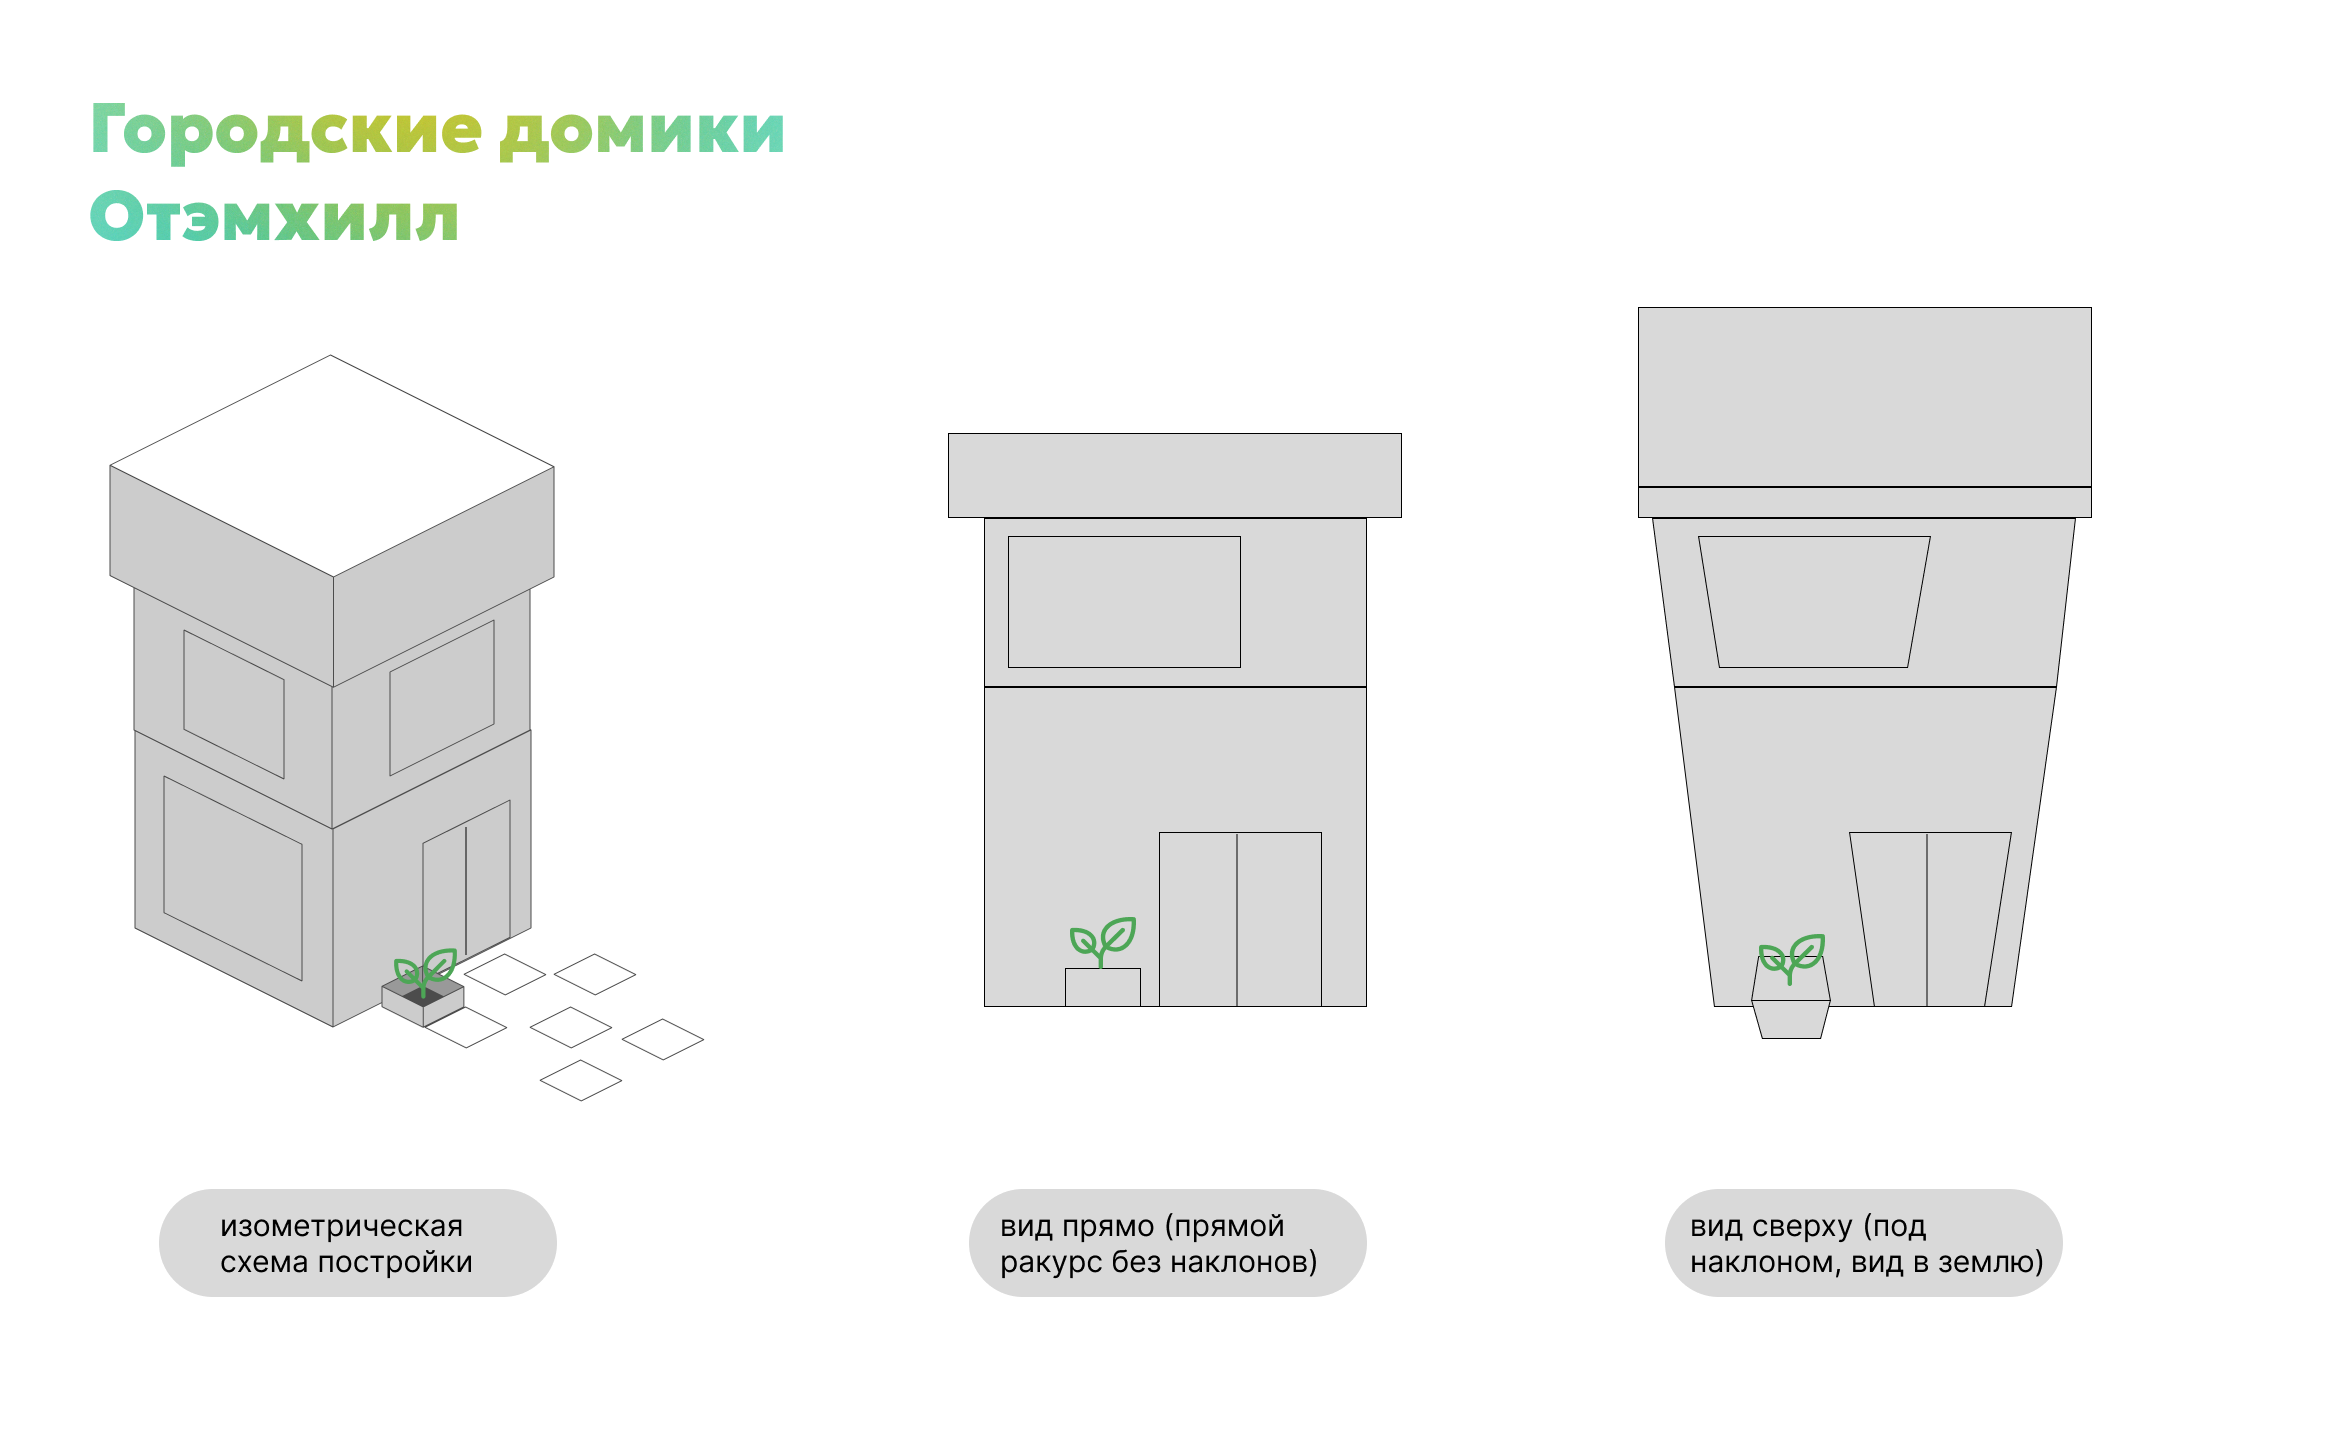 Городские домики
Отэмхилл
изометрическая
схема постройки
вид прямо (прямой
ракурс без наклонов)
вид сверху (под
наклоном, вид в землю)